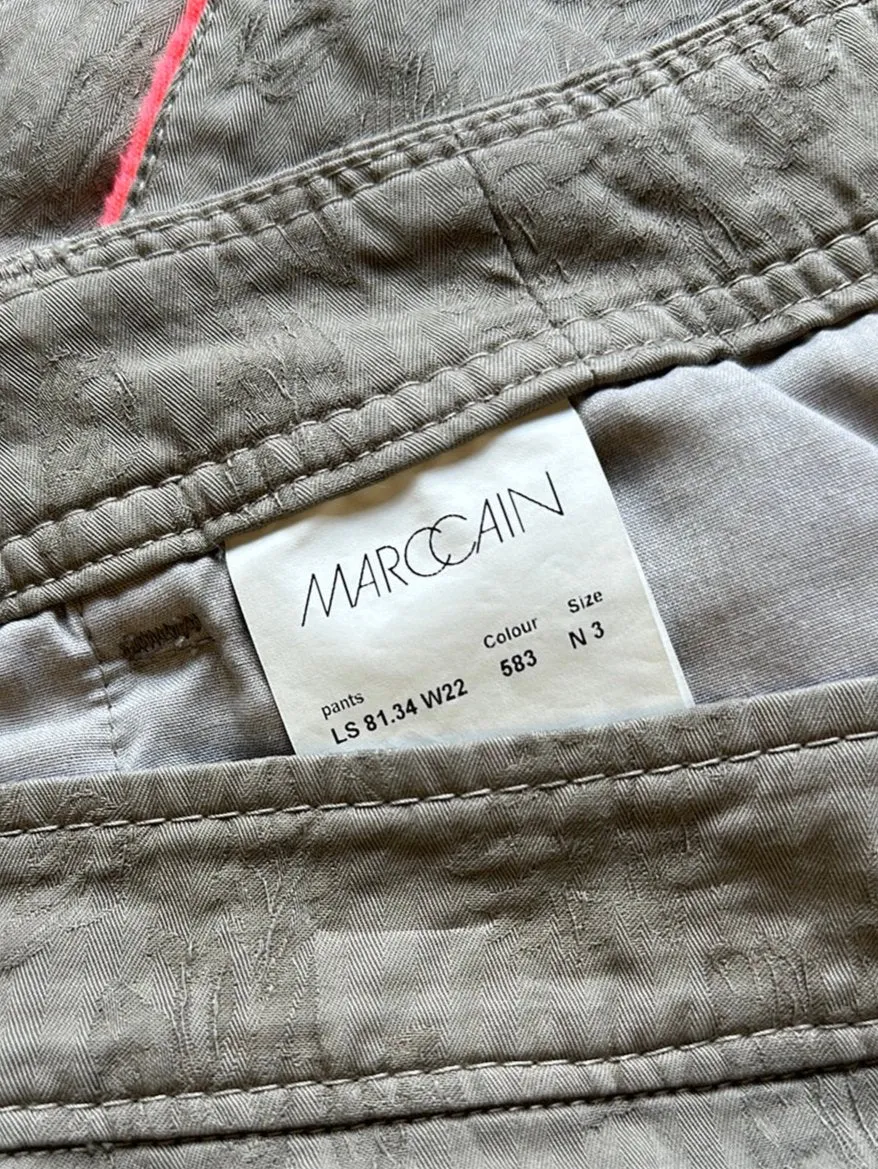 MARCCAIN
Colour Size
583 N 3
pants
LS 81.34 W22